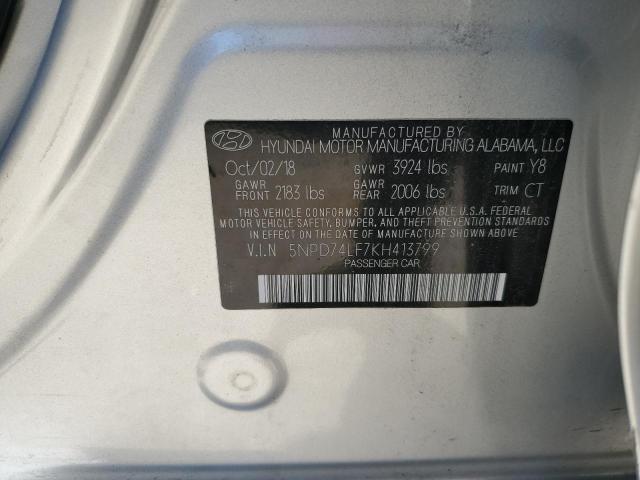 MANUFACTURED BY
HYUNDAI MOTOR MANUFACTURING ALABAMA, LLC
Oct/02/18 GVWR 3924 lbs PAINT Y8
GAWR FRONT 2183 lbs GAWR REAR 2006 lbs TRIM CT
THIS VEHICLE CONFORMS TO ALL APPLICABLE U.S.A. FEDERAL
MOTOR VEHICLE SAFETY, BUMPER, AND THEFT PREVENTION STANDARDS
IN EFFECT ON THE DATE OF MANUFACTURE SHOWN ABOVE.
V.I.N 5NPD74LF7KH413799
PASSENGER CAR